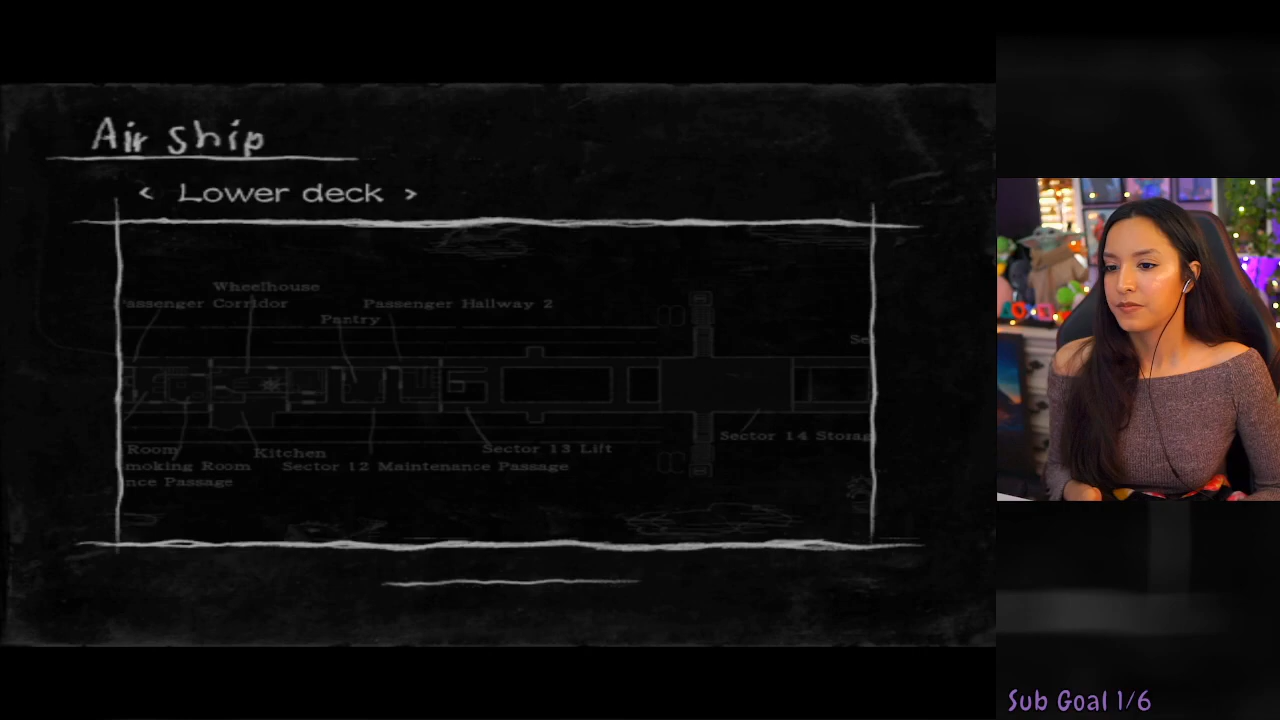 Air Ship
< Lower deck >
Wheelhouse
assenger Corridor
Passenger Hallway 2
Pantry
Se
Sector 14 Storag
Room
Kitchen
Sector 13 Lift
moking Room
Sector 12 Maintenance Passage
nce Passage
Sub Goal 1/6